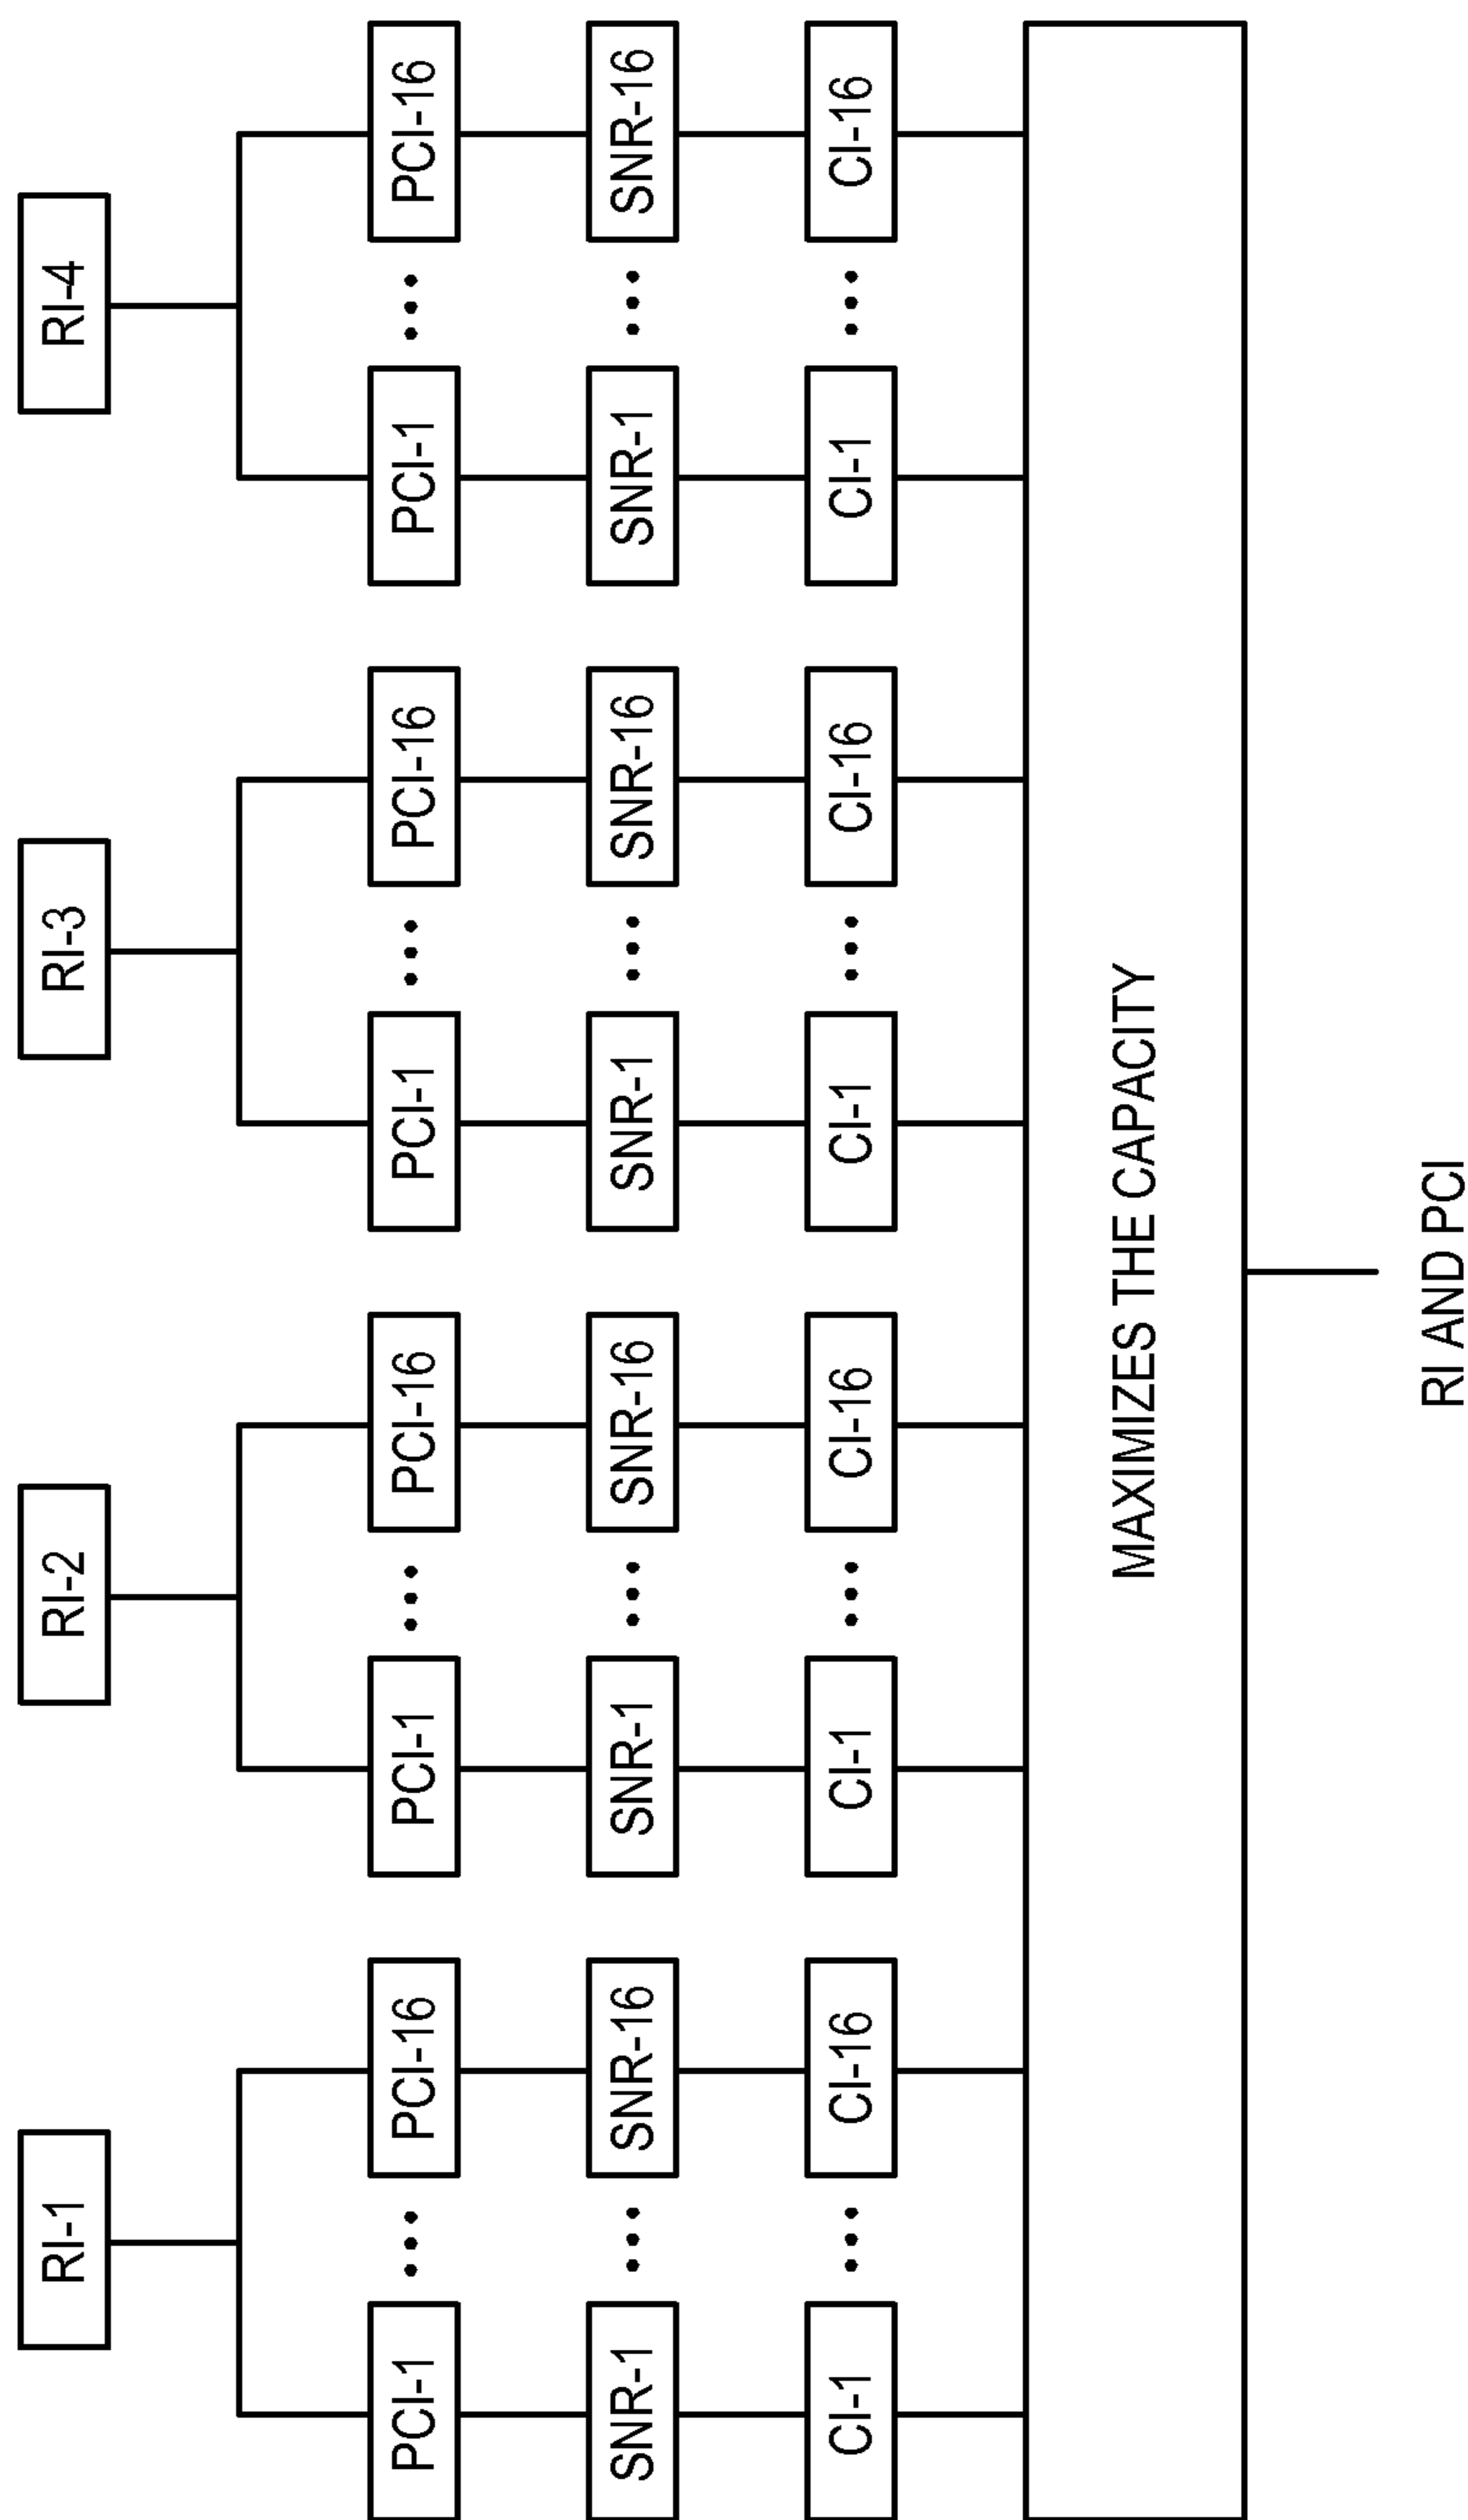 RI-1
RI-2
RI-3
RI-4
PCI-1
PCI-16
PCI-1
PCI-16
PCI-1
PCI-16
PCI-1
PCI-16
SNR-1
SNR-16
SNR-1
SNR-16
SNR-1
SNR-16
SNR-1
SNR-16
CI-1
CI-16
CI-1
CI-16
CI-1
CI-16
CI-1
CI-16
MAXIMIZES THE CAPACITY
RI AND PCI